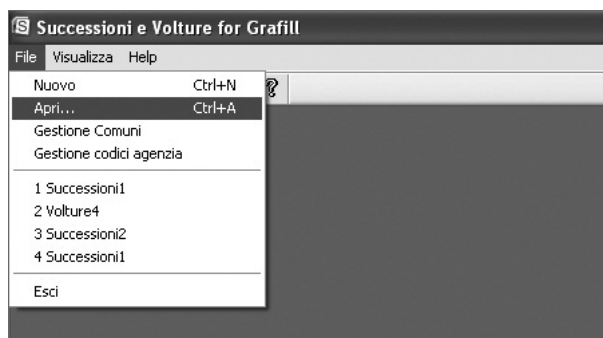 Successioni e Volture for Grafill
File Visualizza Help
Nuovo Ctrl+N
Apri... Ctrl+A
Gestione Comuni
Gestione codici agenzia
1 Successioni1
2 Volture4
3 Successioni2
4 Successioni1
Esci